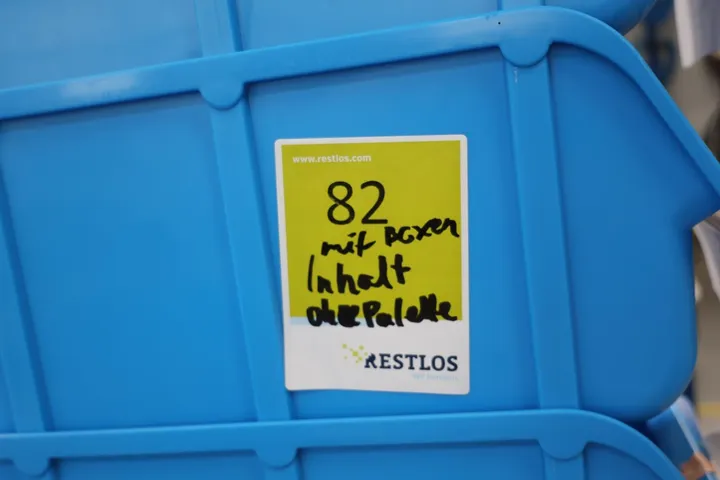 www.restlos.com
82
mit Boxen
Inhalt
ohne Palette
RESTLOS